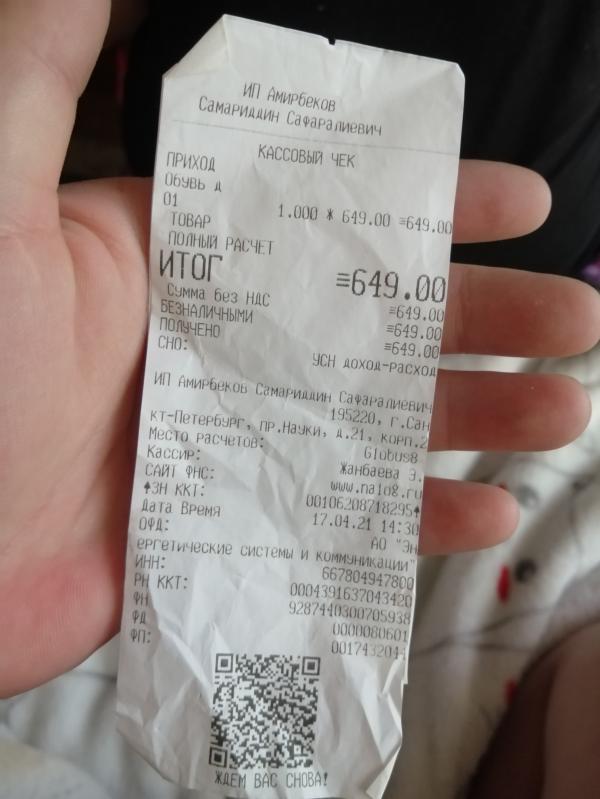 ИП Амирбеков
Самариддин Сафаралиевич
КАССОВЫЙ ЧЕК
ПРИХОД
Обувь д
01 1.000 * 649.00 ≡649.00
ТОВАР
ПОЛНЫЙ РАСЧЕТ
ИТОГ ≡649.00
Сумма без НДС ≡649.00
БЕЗНАЛИЧНЫМИ ≡649.00
ПОЛУЧЕНО ≡649.00
СНО: УСН доход-расход
ИП Амирбеков Самариддин Сафаралиевич
195220, г.Сан
кт-Петербург, пр.Науки, д.21, корп.2
Место расчетов: Globus8
Кассир: Жанбаева Э.
САЙТ ФНС: www.nalog.ru
↑ЗН ККТ: 00106208718295↑
Дата Время 17.04.21 14:30
ОФД: АО "Эн
ергетические системы и коммуникации"
ИНН: 667804947800
РН ККТ: 0004391637043420
ФН 9287440300705938
ФД 0000080601
ФП: 0017432044
ЖДЕМ ВАС СНОВА!